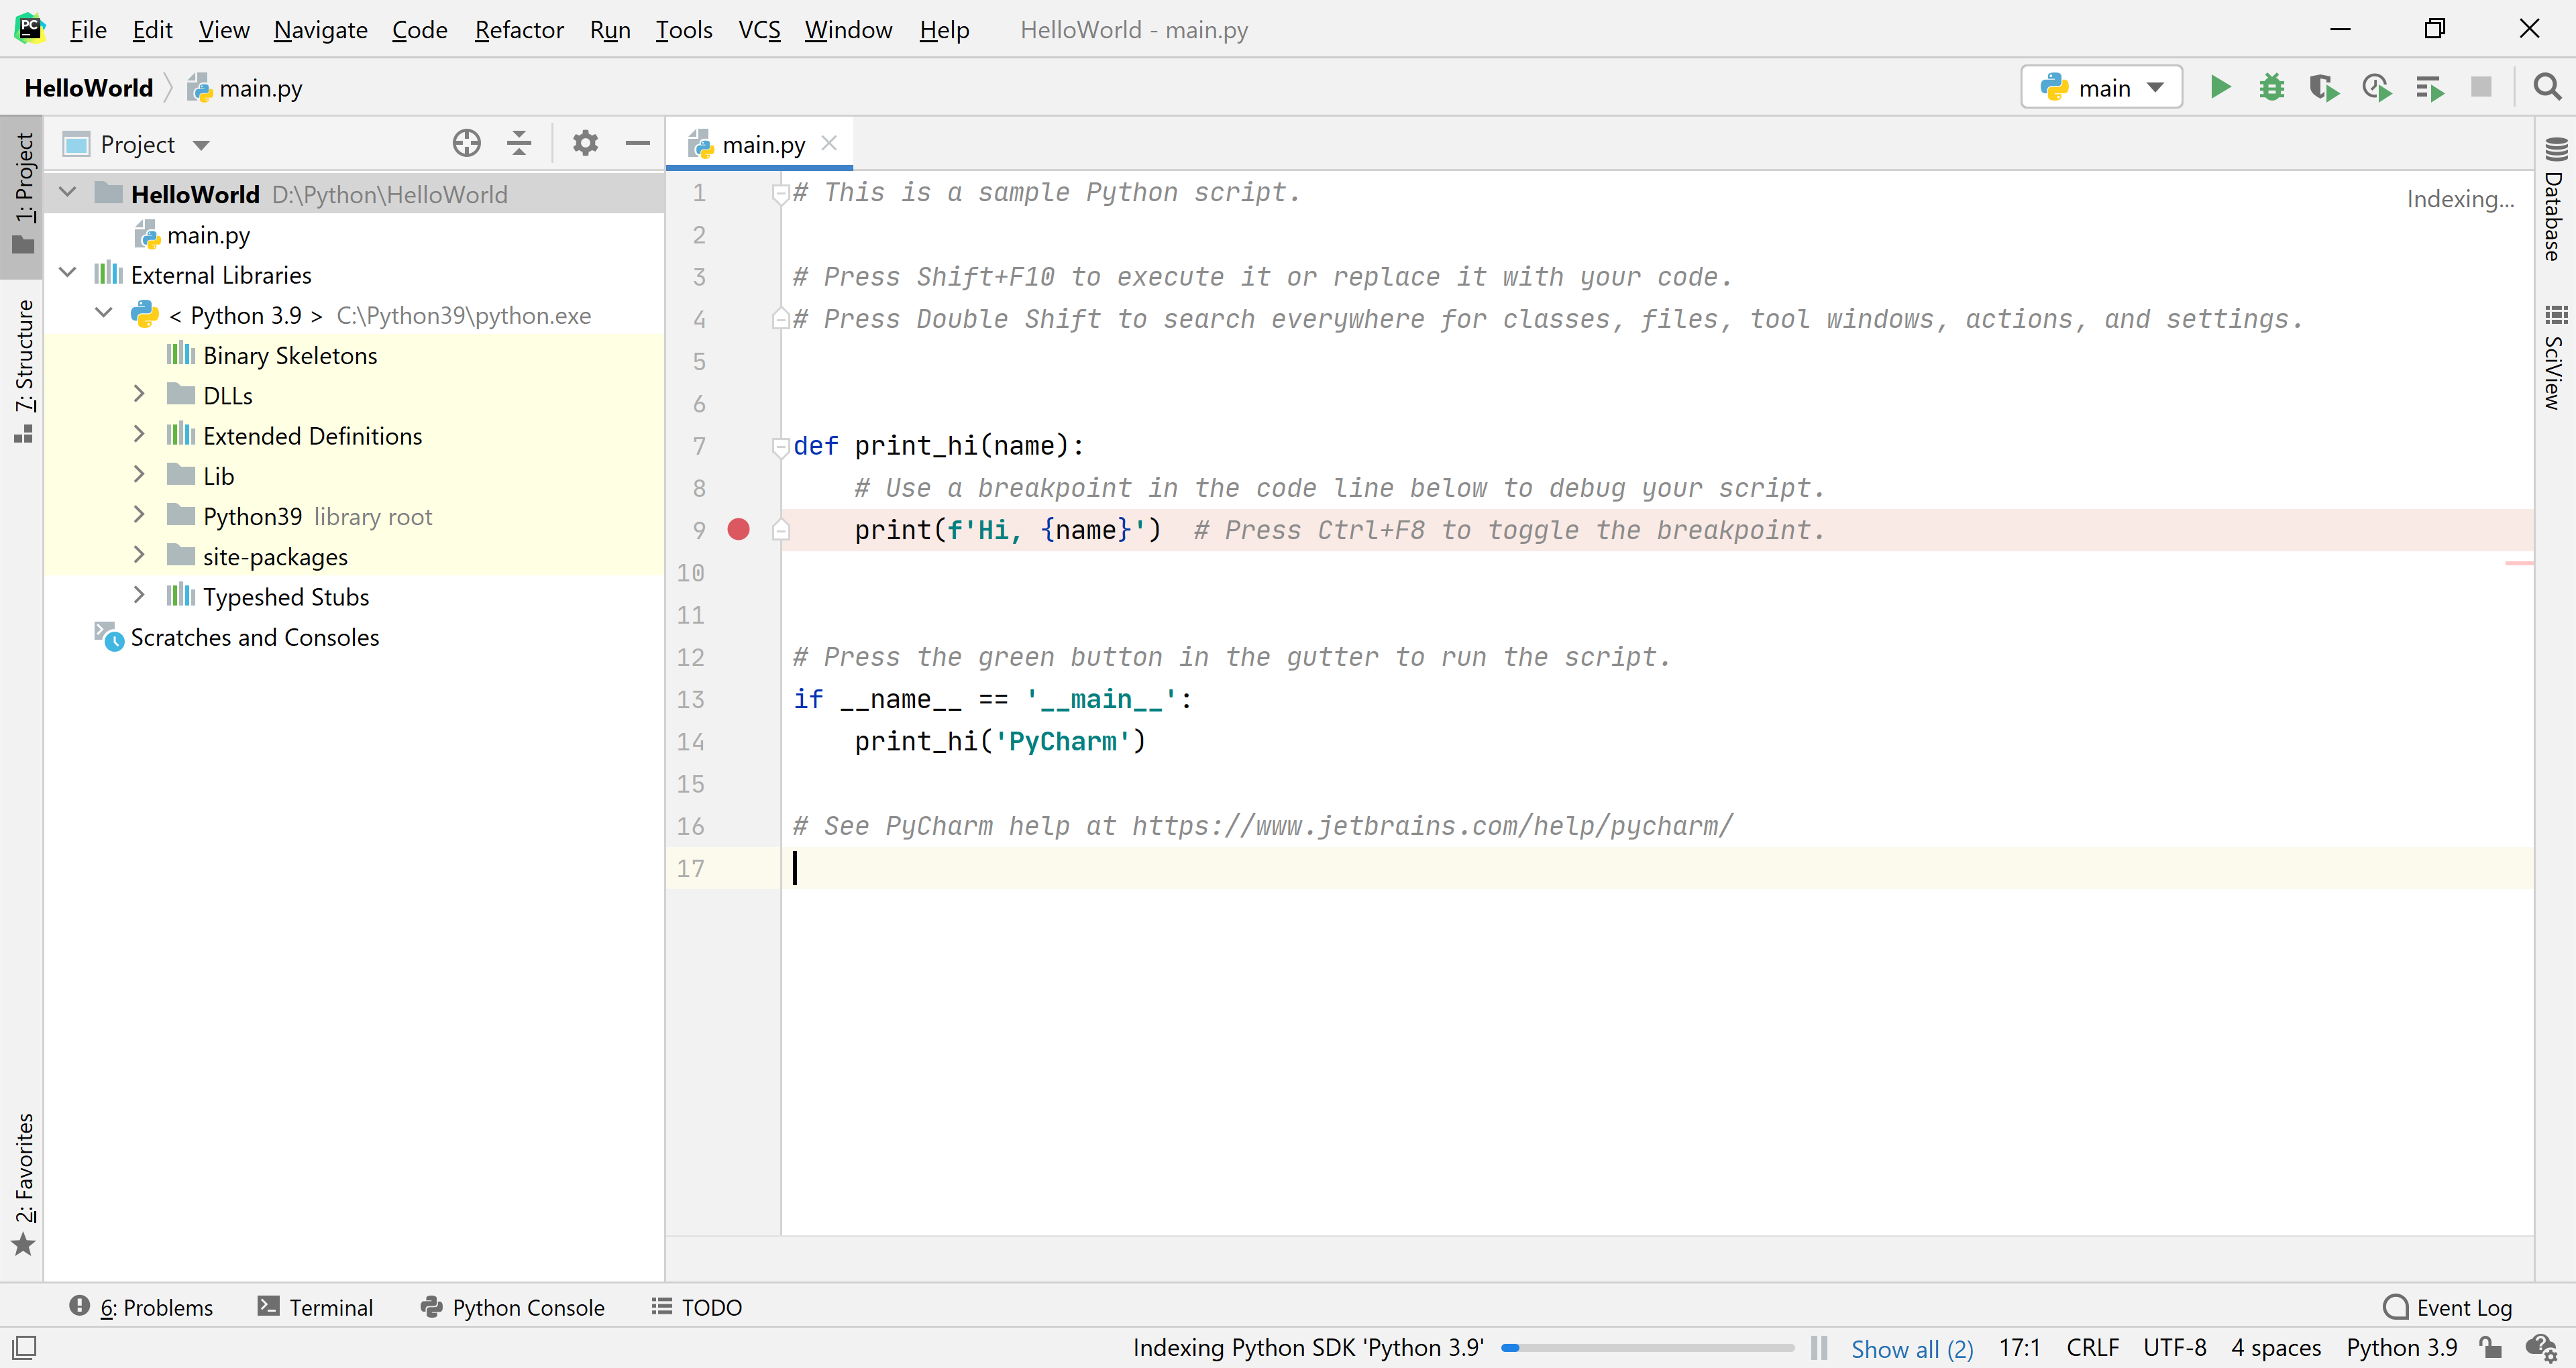 PC File Edit View Navigate Code Refactor Run Tools VCS Window Help HelloWorld - main.py
HelloWorld main.py main
1: Project
7: Structure
2: Favorites
Project
HelloWorld D:\Python\HelloWorld
main.py
External Libraries
< Python 3.9 > C:\Python39\python.exe
Binary Skeletons
DLLs
Extended Definitions
Lib
Python39 library root
site-packages
Typeshed Stubs
Scratches and Consoles
main.py
Indexing...
1 # This is a sample Python script.
2
3 # Press Shift+F10 to execute it or replace it with your code.
4 # Press Double Shift to search everywhere for classes, files, tool windows, actions, and settings.
5
6
7 def print_hi(name):
8     # Use a breakpoint in the code line below to debug your script.
9     print(f'Hi, {name}')  # Press Ctrl+F8 to toggle the breakpoint.
10
11
12 # Press the green button in the gutter to run the script.
13 if __name__ == '__main__':
14     print_hi('PyCharm')
15
16 # See PyCharm help at https://www.jetbrains.com/help/pycharm/
17
Database
SciView
6: Problems Terminal Python Console TODO Event Log
Indexing Python SDK 'Python 3.9' Show all (2) 17:1 CRLF UTF-8 4 spaces Python 3.9